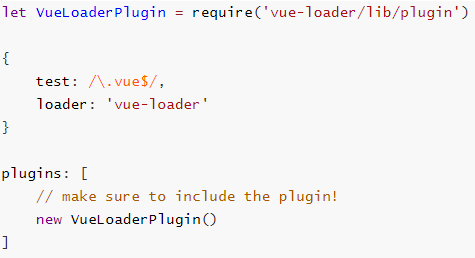 let VueLoaderPlugin = require('vue-loader/lib/plugin')
{
test: /\.vue$/,
loader: 'vue-loader'
}
plugins: [
// make sure to include the plugin!
new VueLoaderPlugin()
]